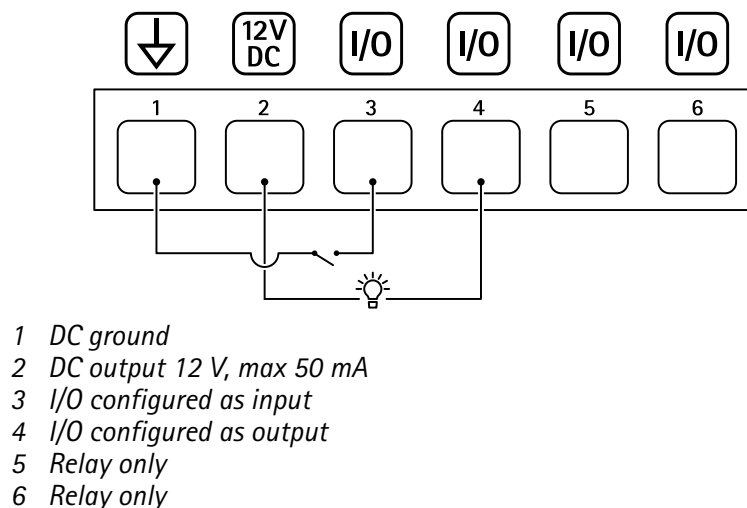 12V
DC
I/O
I/O
I/O
I/O
1
2
3
4
5
6
1 DC ground
2 DC output 12 V, max 50 mA
3 I/O configured as input
4 I/O configured as output
5 Relay only
6 Relay only